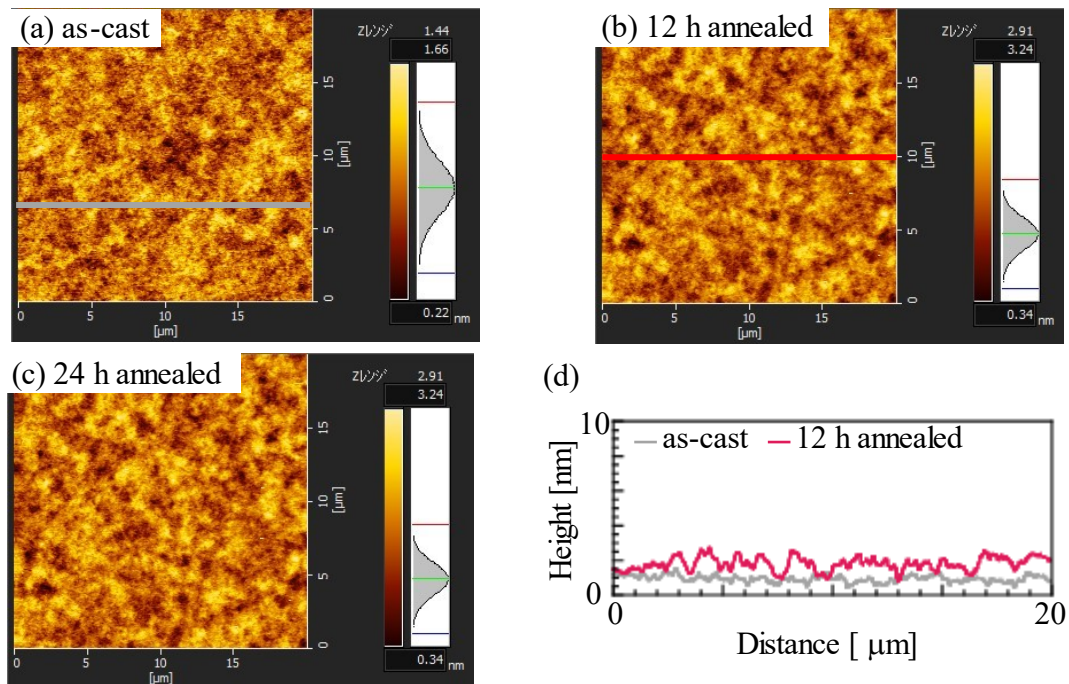 (a) as-cast
Zレンジ 1.44
1.66
15
10
5
0
[µm]
0.22 nm
0 5 10 15
[µm]
(b) 12 h annealed
Zレンジ 2.91
3.24
15
10
5
0
[µm]
0.34 nm
0 5 10 15
[µm]
(c) 24 h annealed
Zレンジ 2.91
3.24
15
10
5
0
[µm]
0.34 nm
0 5 10 15
[µm]
(d)
10
as-cast 12 h annealed
Height [nm]
0
0 20
Distance [ µm]